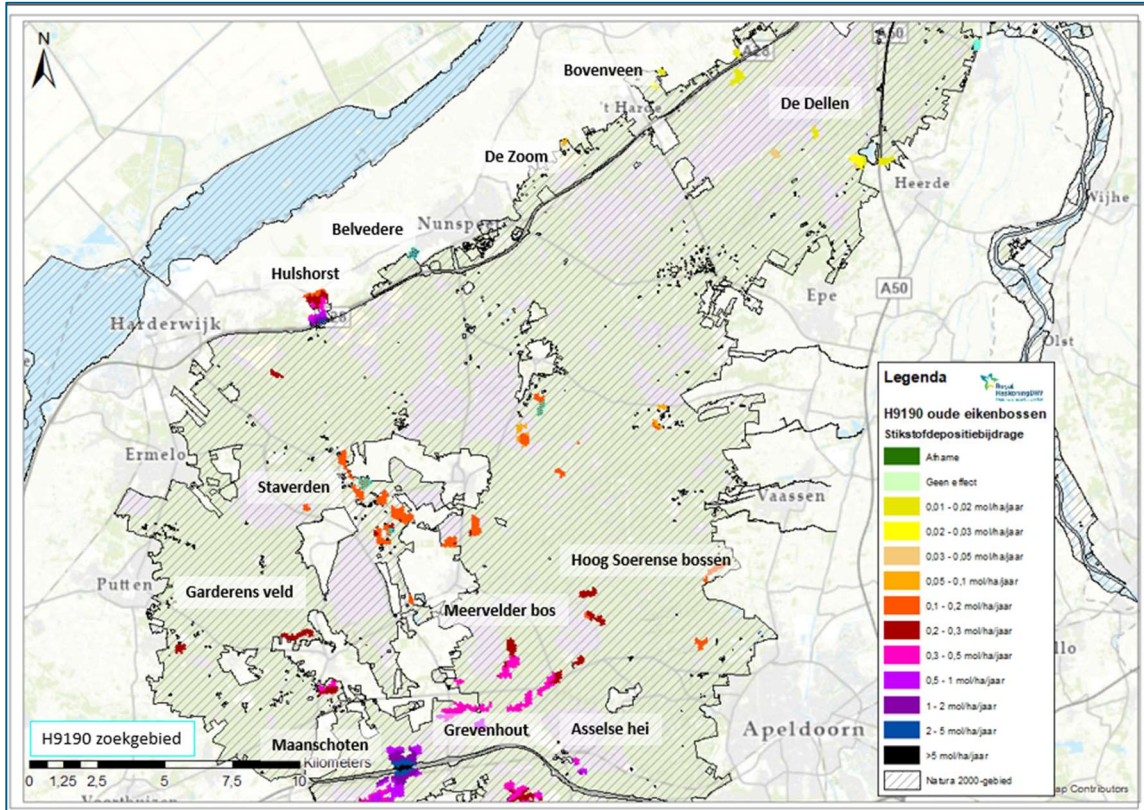 N
A28
A50
Bovenveen
't Harde
De Dellen
De Zoom
Heerde
Wijhe
Belvedere
Hulshorst
Epe
A50
Harderwijk
Olst
Legenda
Royal
HaskoningDHV
H9190 oude eikenbossen
Stikstofdepositiebijdrage
Afname
Geen effect
0,01 - 0,02 mol/ha/jaar
0,02 - 0,03 mol/ha/jaar
0,03 - 0,05 mol/ha/jaar
0,05 - 0,1 mol/ha/jaar
0,1 - 0,2 mol/ha/jaar
0,2 - 0,3 mol/ha/jaar
0,3 - 0,5 mol/ha/jaar
0,5 - 1 mol/ha/jaar
1 - 2 mol/ha/jaar
2 - 5 mol/ha/jaar
>5 mol/ha/jaar
Natura 2000-gebied
Ermelo
Staverden
Vaassen
Putten
Hoog Soerense bossen
Garderens veld
Meervelder bos
Maanschoten
Grevenhout
Asselse hei
Apeldoorn
H9190 zoekgebied
Kilometers
0 1,25 2,5 5 7,5 10
Contributors